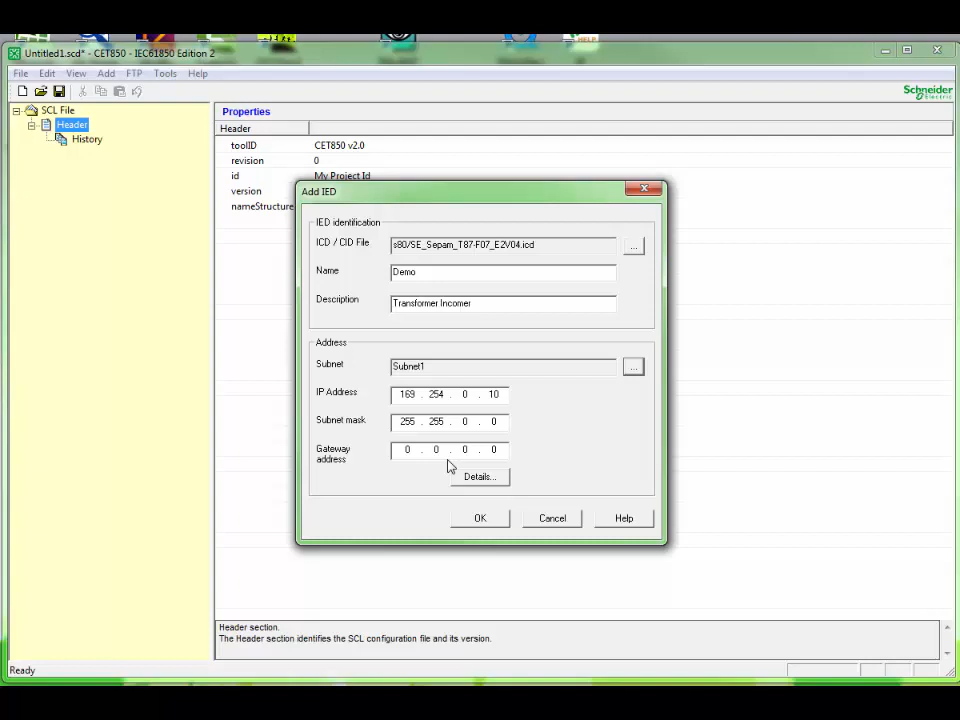 HELP
Untitled1.scd* - CET850 - IEC61850 Edition 2
File Edit View Add FTP Tools Help
Schneider
Electric
SCL File
Header
History
Properties
Header
toolID CET850 v2.0
revision 0
id My Project Id
version
nameStructure
Add IED
IED identification
ICD / CID File s80/SE_Sepam_T87-F07_E2V04.icd ...
Name Demo
Description Transformer Incomer
Address
Subnet Subnet1 ...
IP Address 169 . 254 . 0 . 10
Subnet mask 255 . 255 . 0 . 0
Gateway address 0 . 0 . 0 . 0
Details...
OK Cancel Help
Header section.
The Header section identifies the SCL configuration file and its version.
Ready